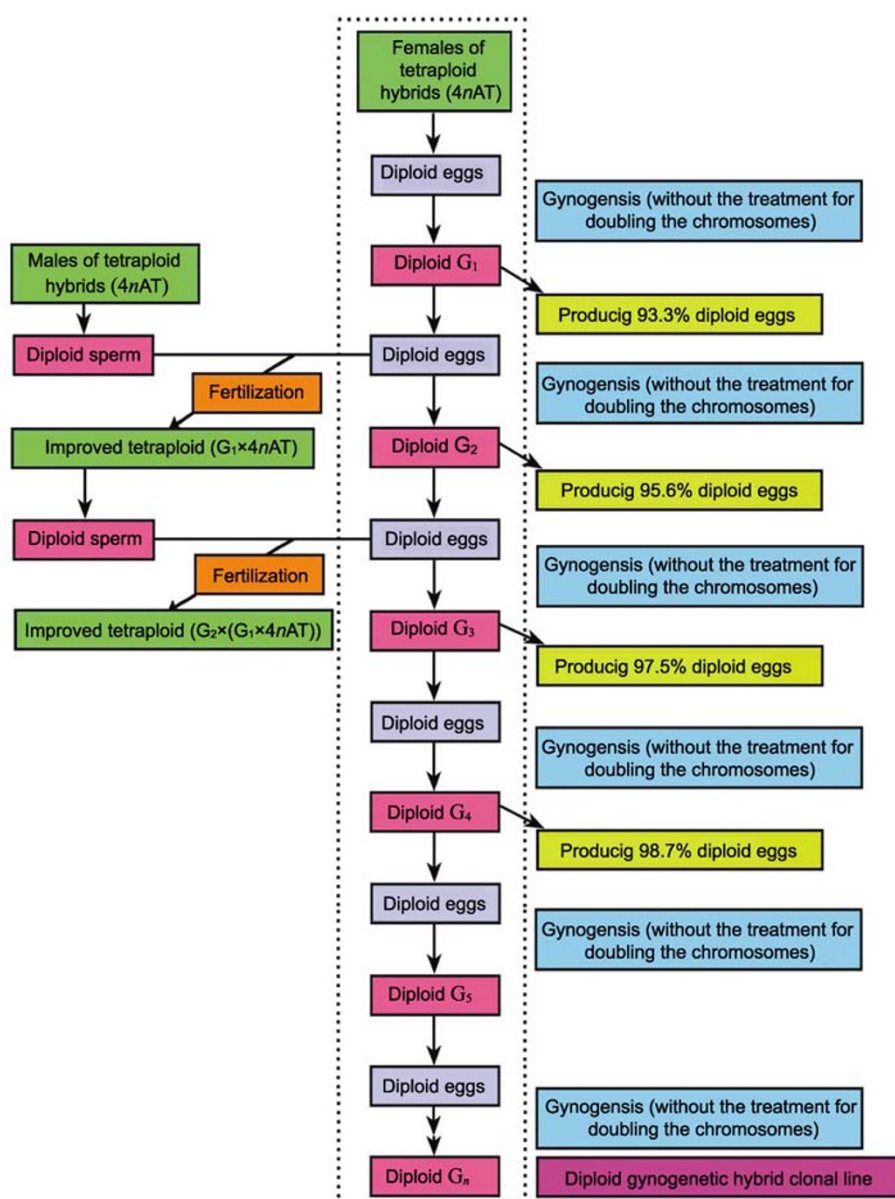 Females of
tetraploid
hybrids (4nAT)
Diploid eggs
Gynogensis (without the treatment for
doubling the chromosomes)
Males of tetraploid
hybrids (4nAT)
Diploid G₁
Producig 93.3% diploid eggs
Diploid sperm
Diploid eggs
Gynogensis (without the treatment for
doubling the chromosomes)
Fertilization
Improved tetraploid (G₁×4nAT)
Diploid G₂
Producig 95.6% diploid eggs
Diploid sperm
Diploid eggs
Gynogensis (without the treatment for
doubling the chromosomes)
Fertilization
Improved tetraploid (G₂×(G₁×4nAT))
Diploid G₃
Producig 97.5% diploid eggs
Diploid eggs
Gynogensis (without the treatment for
doubling the chromosomes)
Diploid G₄
Producig 98.7% diploid eggs
Diploid eggs
Gynogensis (without the treatment for
doubling the chromosomes)
Diploid G₅
Diploid eggs
Gynogensis (without the treatment for
doubling the chromosomes)
Diploid Gₙ
Diploid gynogenetic hybrid clonal line